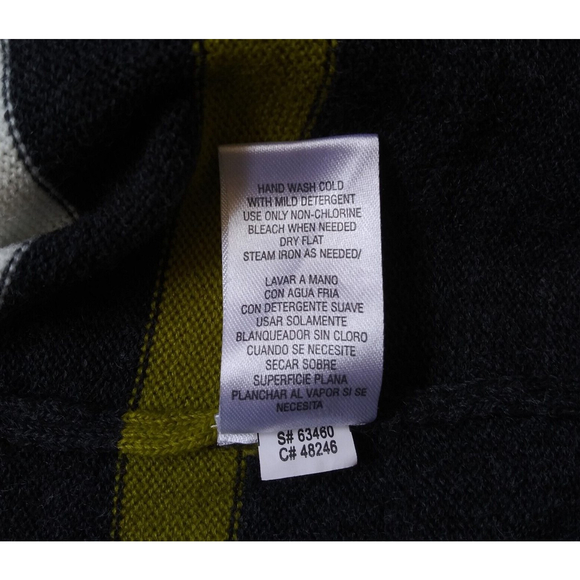 HAND WASH COLD
WITH MILD DETERGENT
USE ONLY NON-CHLORINE
BLEACH WHEN NEEDED
DRY FLAT
STEAM IRON AS NEEDED/
LAVAR A MANO
CON AGUA FRIA
CON DETERGENTE SUAVE
USAR SOLAMENTE
BLANQUEADOR SIN CLORO
CUANDO SE NECESITE
SECAR SOBRE
SUPERFICIE PLANA
PLANCHAR AL VAPOR SI SE
NECESITA
S# 63460
C# 48246